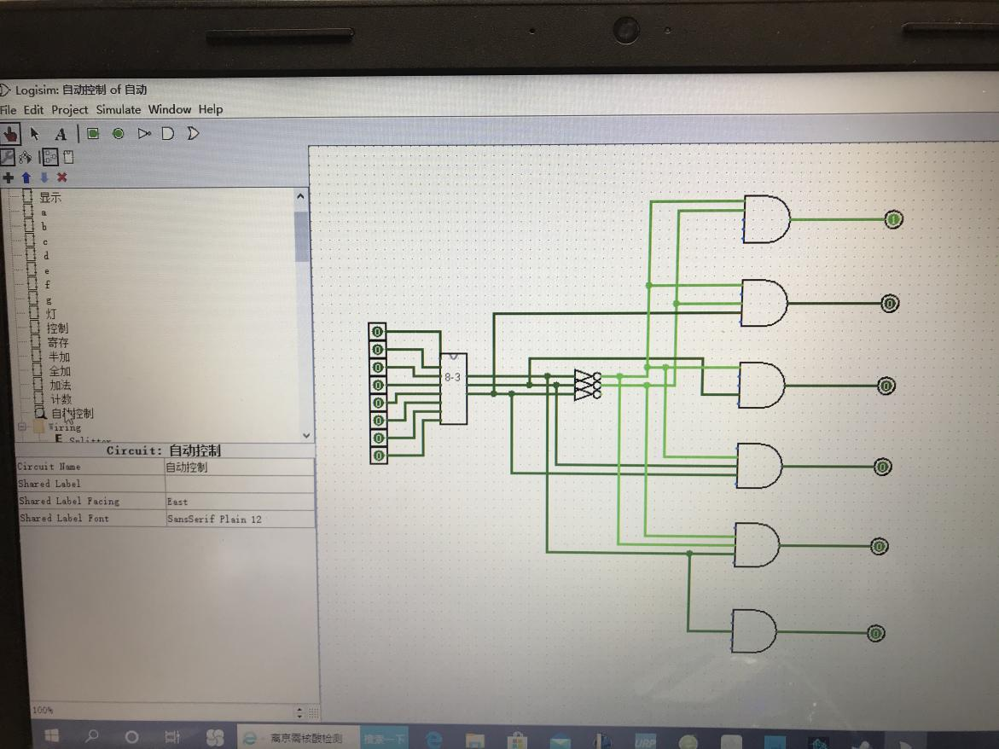 Logisim: 自动控制 of 自动
File Edit Project Simulate Window Help
A
显示
a
b
c
d
e
f
g
灯
控制
寄存
半加
全加
加法
计数
自动控制
Wiring
Splitter
Circuit: 自动控制
Circuit Name 自动控制
Shared Label
Shared Label Facing East
Shared Label Font SansSerif Plain 12
100%
0
0
0
0
0
0
0
0
8-3
1
0
0
0
0
0
离京需核酸检测 搜索一下
URP